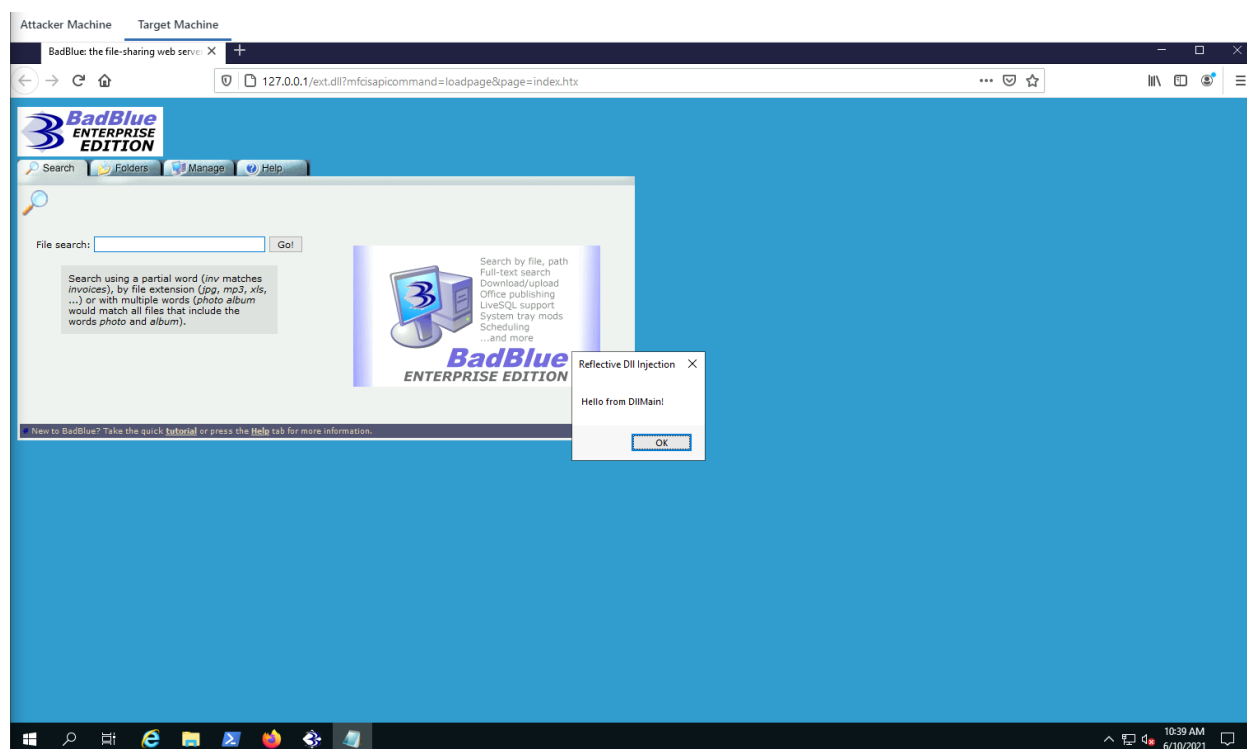 Attacker Machine Target Machine
BadBlue: the file-sharing web server
127.0.0.1/ext.dll?mfcisapicommand=loadpage&page=index.htx
BadBlue
ENTERPRISE
EDITION
Search Folders Manage Help
File search: Go!
Search using a partial word (inv matches
invoices), by file extension (jpg, mp3, xls,
...) or with multiple words (photo album
would match all files that include the
words photo and album).
Search by file, path
Full-text search
Download/upload
Office publishing
LiveSQL support
System tray mods
Scheduling
...and more
BadBlue
ENTERPRISE EDITION
Reflective Dll Injection
Hello from DllMain!
OK
New to BadBlue? Take the quick tutorial or press the Help tab for more information.
10:39 AM
6/10/2021